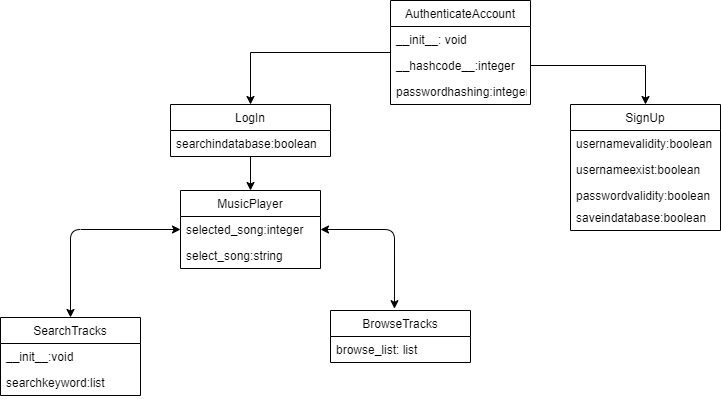 AuthenticateAccount
__init__: void
__hashcode__:integer
passwordhashing:intege
LogIn
searchindatabase:boolean
SignUp
usernamevalidity:boolean
usernameexist:boolean
passwordvalidity:boolean
saveindatabase:boolean
MusicPlayer
selected_song:integer
select_song:string
SearchTracks
__init__:void
searchkeyword:list
BrowseTracks
browse_list: list